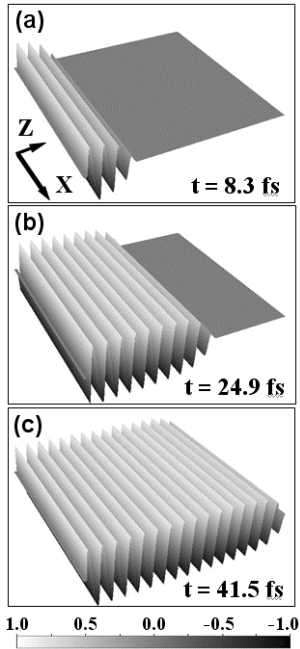 (a)
Z
X
t = 8.3 fs
(b)
t = 24.9 fs
(c)
t = 41.5 fs
1.0 0.5 0.0 -0.5 -1.0